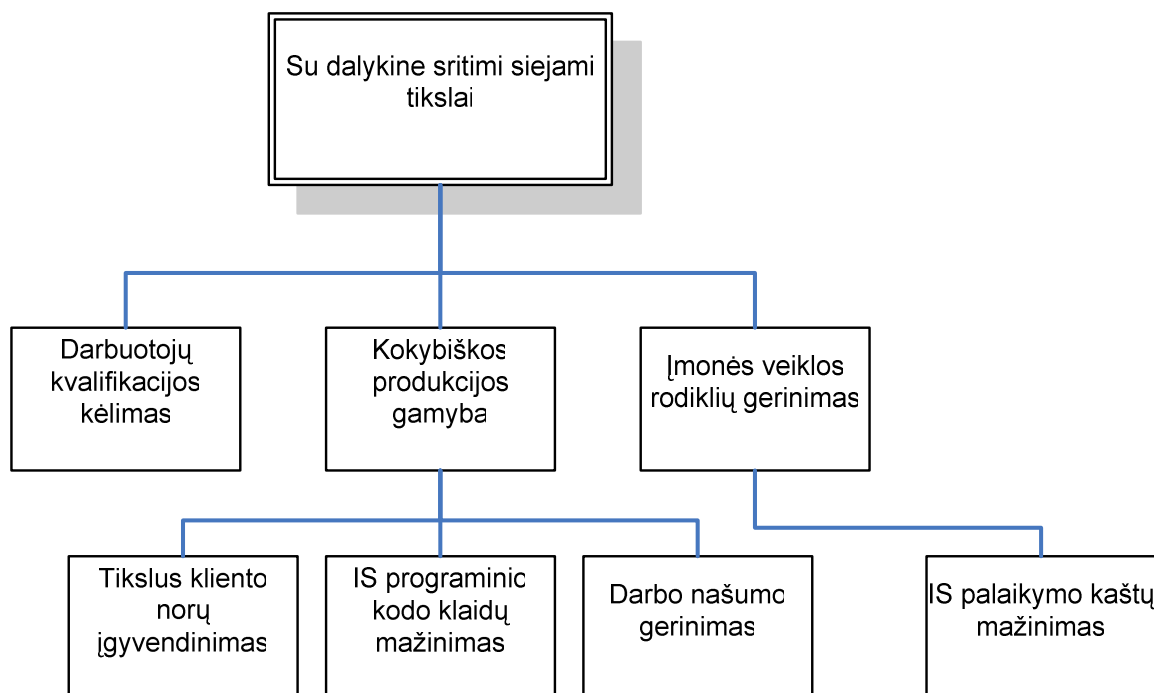 Su dalykine sritimi siejami
tikslai
Darbuotojų
kvalifikacijos
kėlimas
Kokybiškos
produkcijos
gamyba
Įmonės veiklos
rodiklių gerinimas
Tikslus kliento
norų
įgyvendinimas
IS programinio
kodo klaidų
mažinimas
Darbo našumo
gerinimas
IS palaikymo kaštų
mažinimas